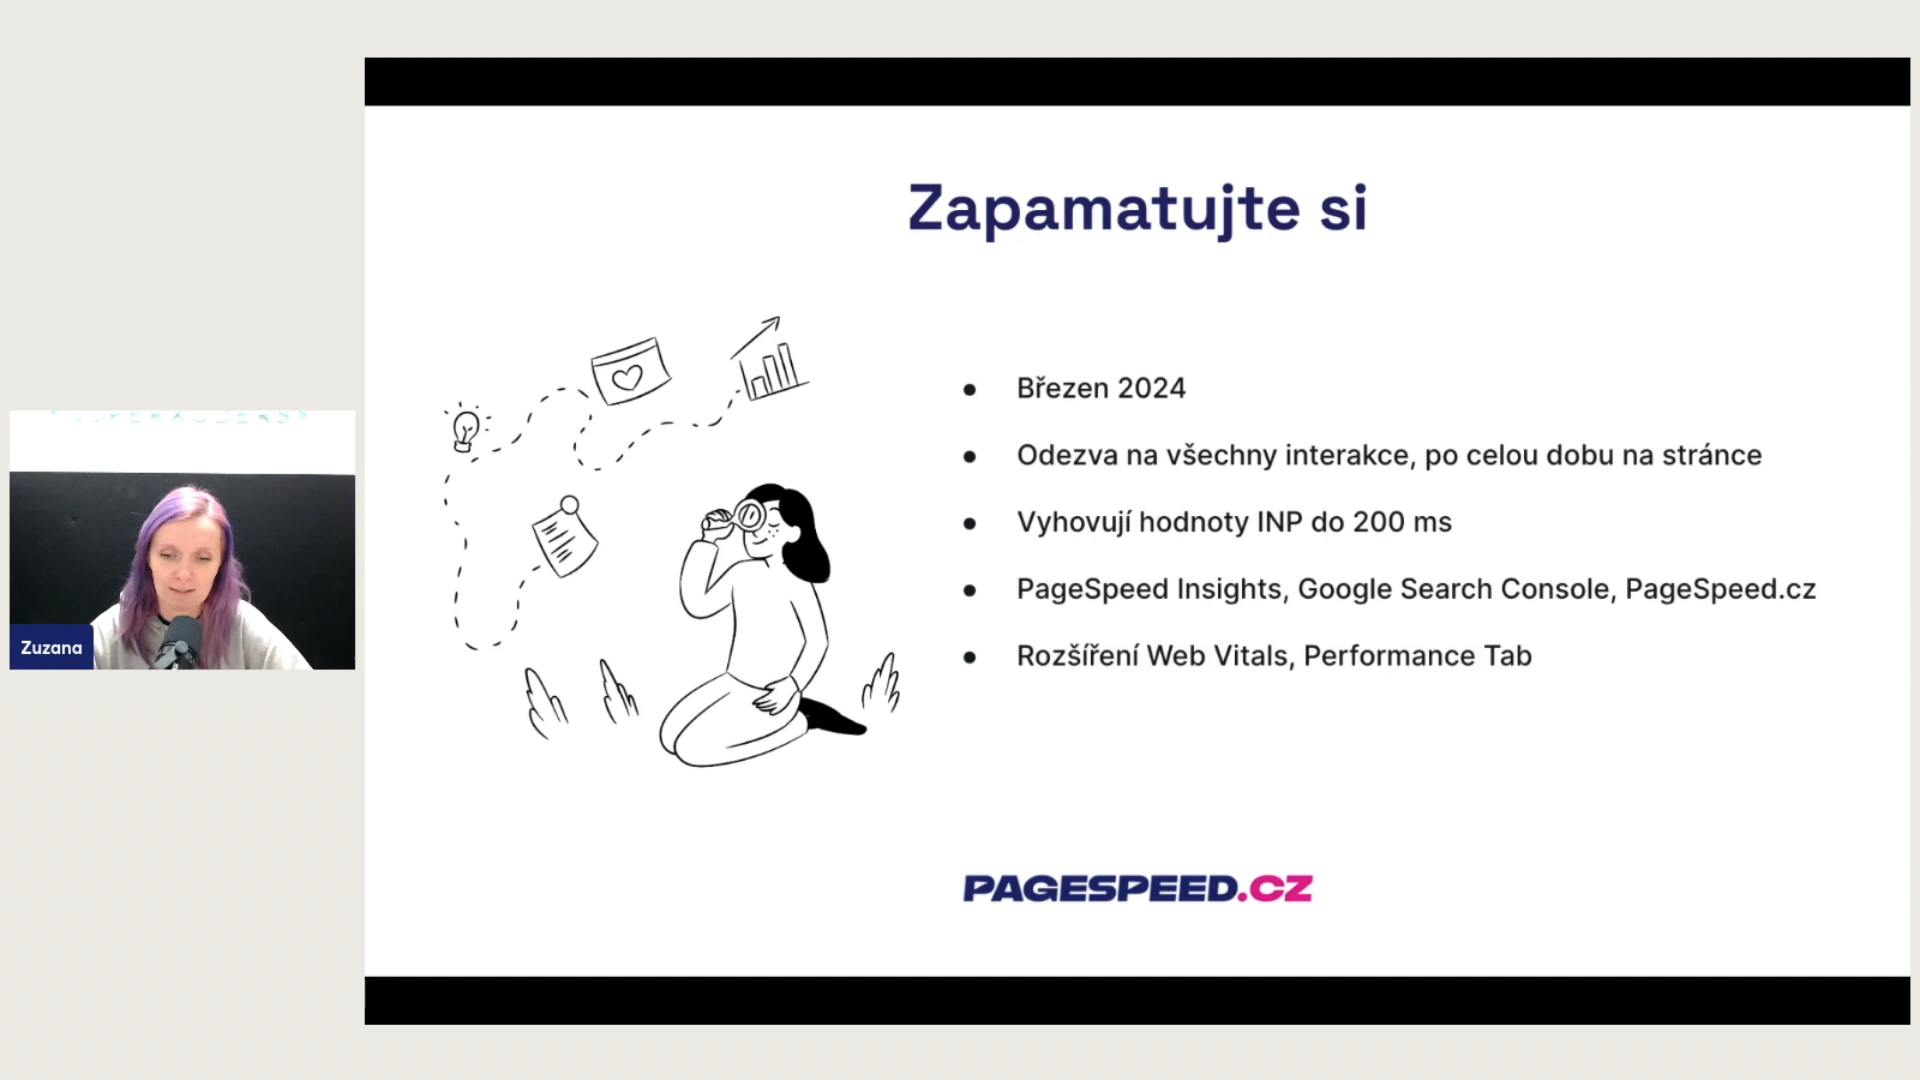 Zapamatujte si
Březen 2024
Odezva na všechny interakce, po celou dobu na stránce
Vyhovují hodnoty INP do 200 ms
PageSpeed Insights, Google Search Console, PageSpeed.cz
Rozšíření Web Vitals, Performance Tab
Zuzana
PAGESPEED.CZ